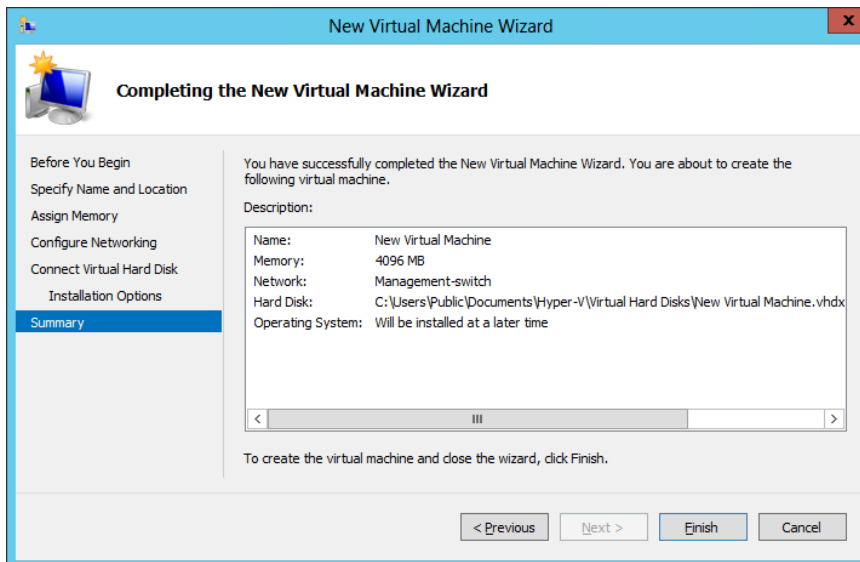 New Virtual Machine Wizard
x
Completing the New Virtual Machine Wizard
Before You Begin
Specify Name and Location
Assign Memory
Configure Networking
Connect Virtual Hard Disk
Installation Options
Summary
You have successfully completed the New Virtual Machine Wizard. You are about to create the
following virtual machine.
Description:
Name: New Virtual Machine
Memory: 4096 MB
Network: Management-switch
Hard Disk: C:\Users\Public\Documents\Hyper-V\Virtual Hard Disks\New Virtual Machine.vhdx
Operating System: Will be installed at a later time
To create the virtual machine and close the wizard, click Finish.
< Previous Next > Finish Cancel